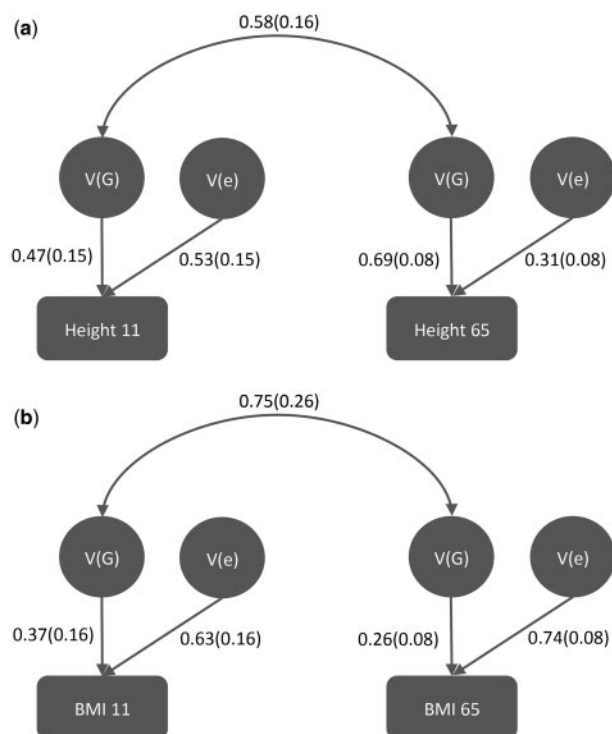 (a)
0.58(0.16)
V(G) V(e) V(G) V(e)
0.47(0.15) 0.53(0.15) 0.69(0.08) 0.31(0.08)
Height 11 Height 65
(b)
0.75(0.26)
V(G) V(e) V(G) V(e)
0.37(0.16) 0.63(0.16) 0.26(0.08) 0.74(0.08)
BMI 11 BMI 65